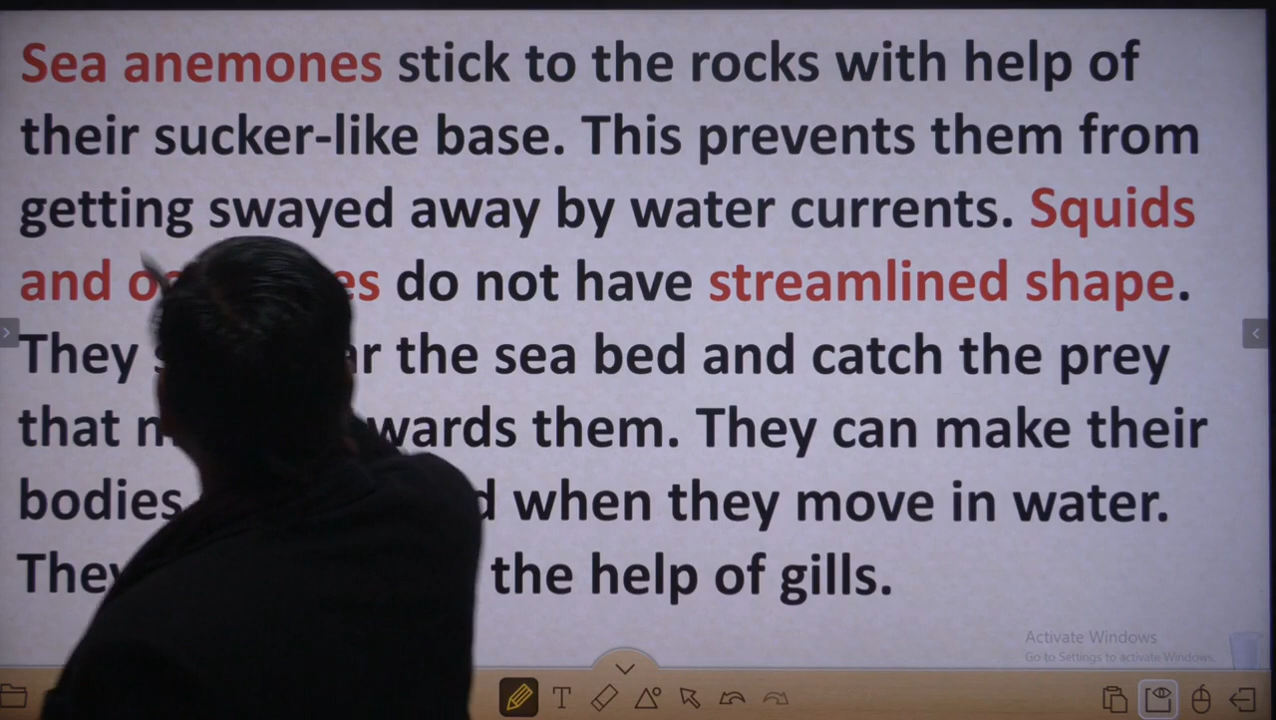 Sea anemones stick to the rocks with help of
their sucker-like base. This prevents them from
getting swayed away by water currents. Squids
and do not have streamlined shape.
They the sea bed and catch the prey
that them. They can make their
bodies when they move in water.
They the help of gills.
Activate Windows
Go to Settings to activate Windows.
T